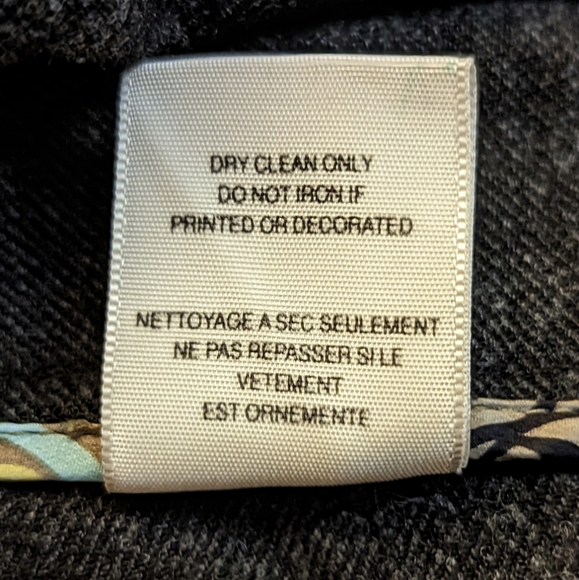 DRY CLEAN ONLY
DO NOT IRON IF
PRINTED OR DECORATED
NETTOYAGE A SEC SEULEMENT
NE PAS REPASSER SI LE
VETEMENT
EST ORNEMENTE